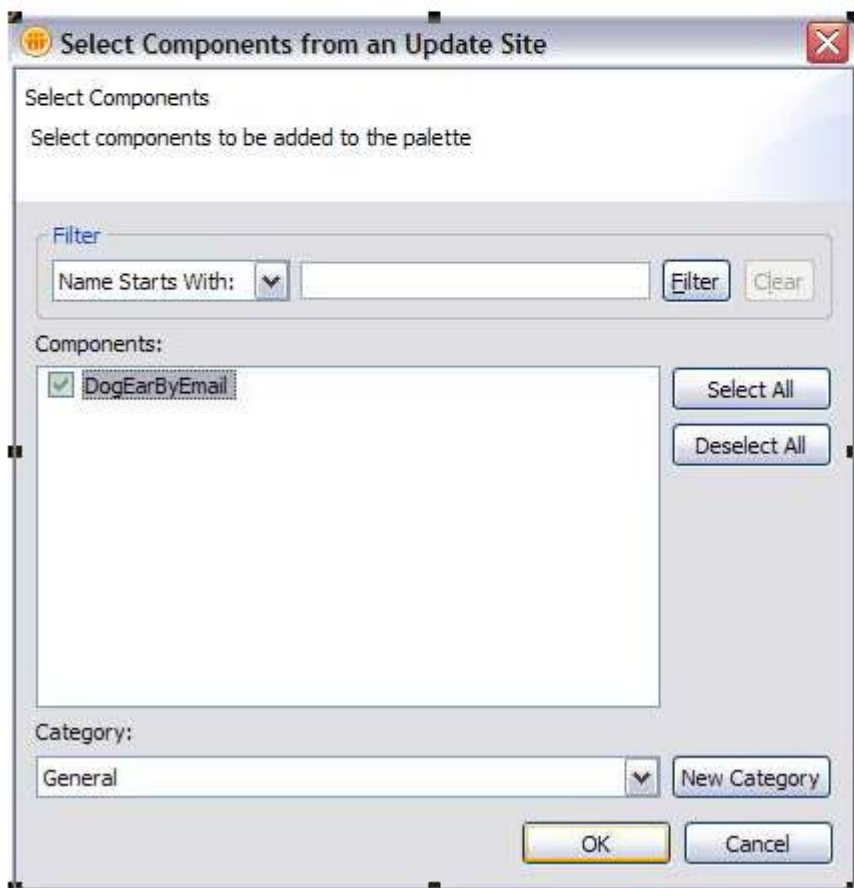 Select Components from an Update Site
Select Components
Select components to be added to the palette
Filter
Name Starts With: Filter Clear
Components:
DogEarByEmail Select All
Deselect All
Category:
General New Category
OK Cancel